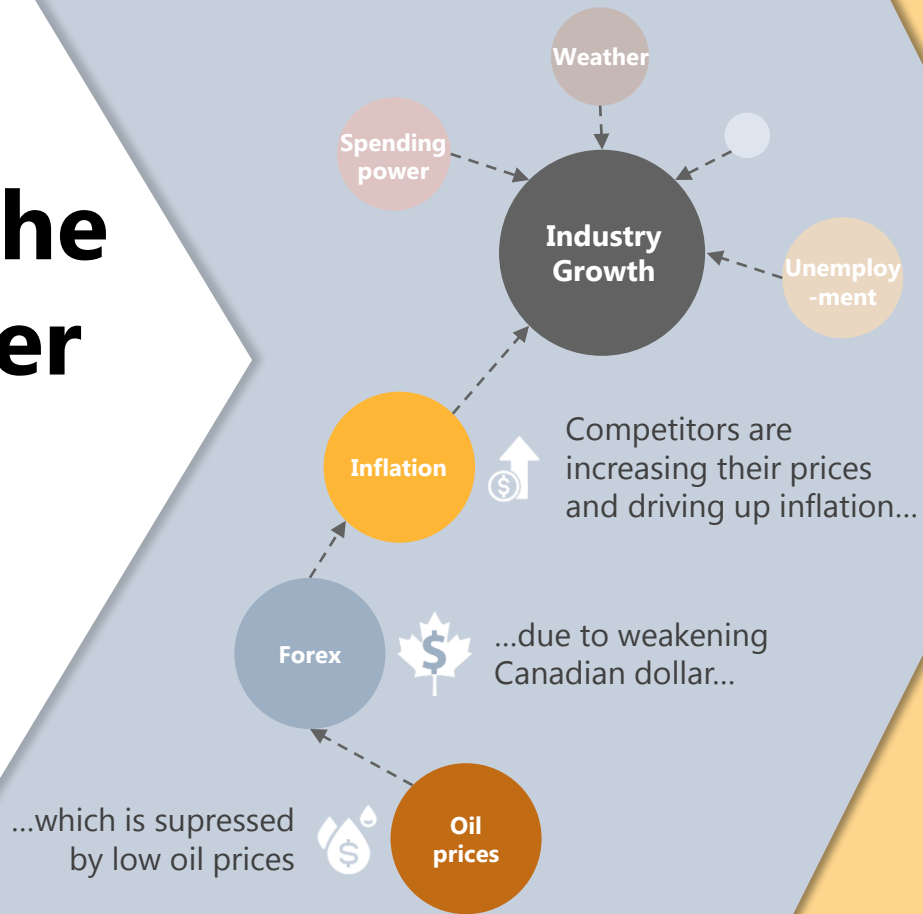 he
er
Weather
Spending
power
Industry
Growth
Unemploy
-ment
Inflation
Competitors are
increasing their prices
and driving up inflation...
Forex
$
...due to weakening
Canadian dollar...
...which is supressed
by low oil prices
$
Oil
prices
$